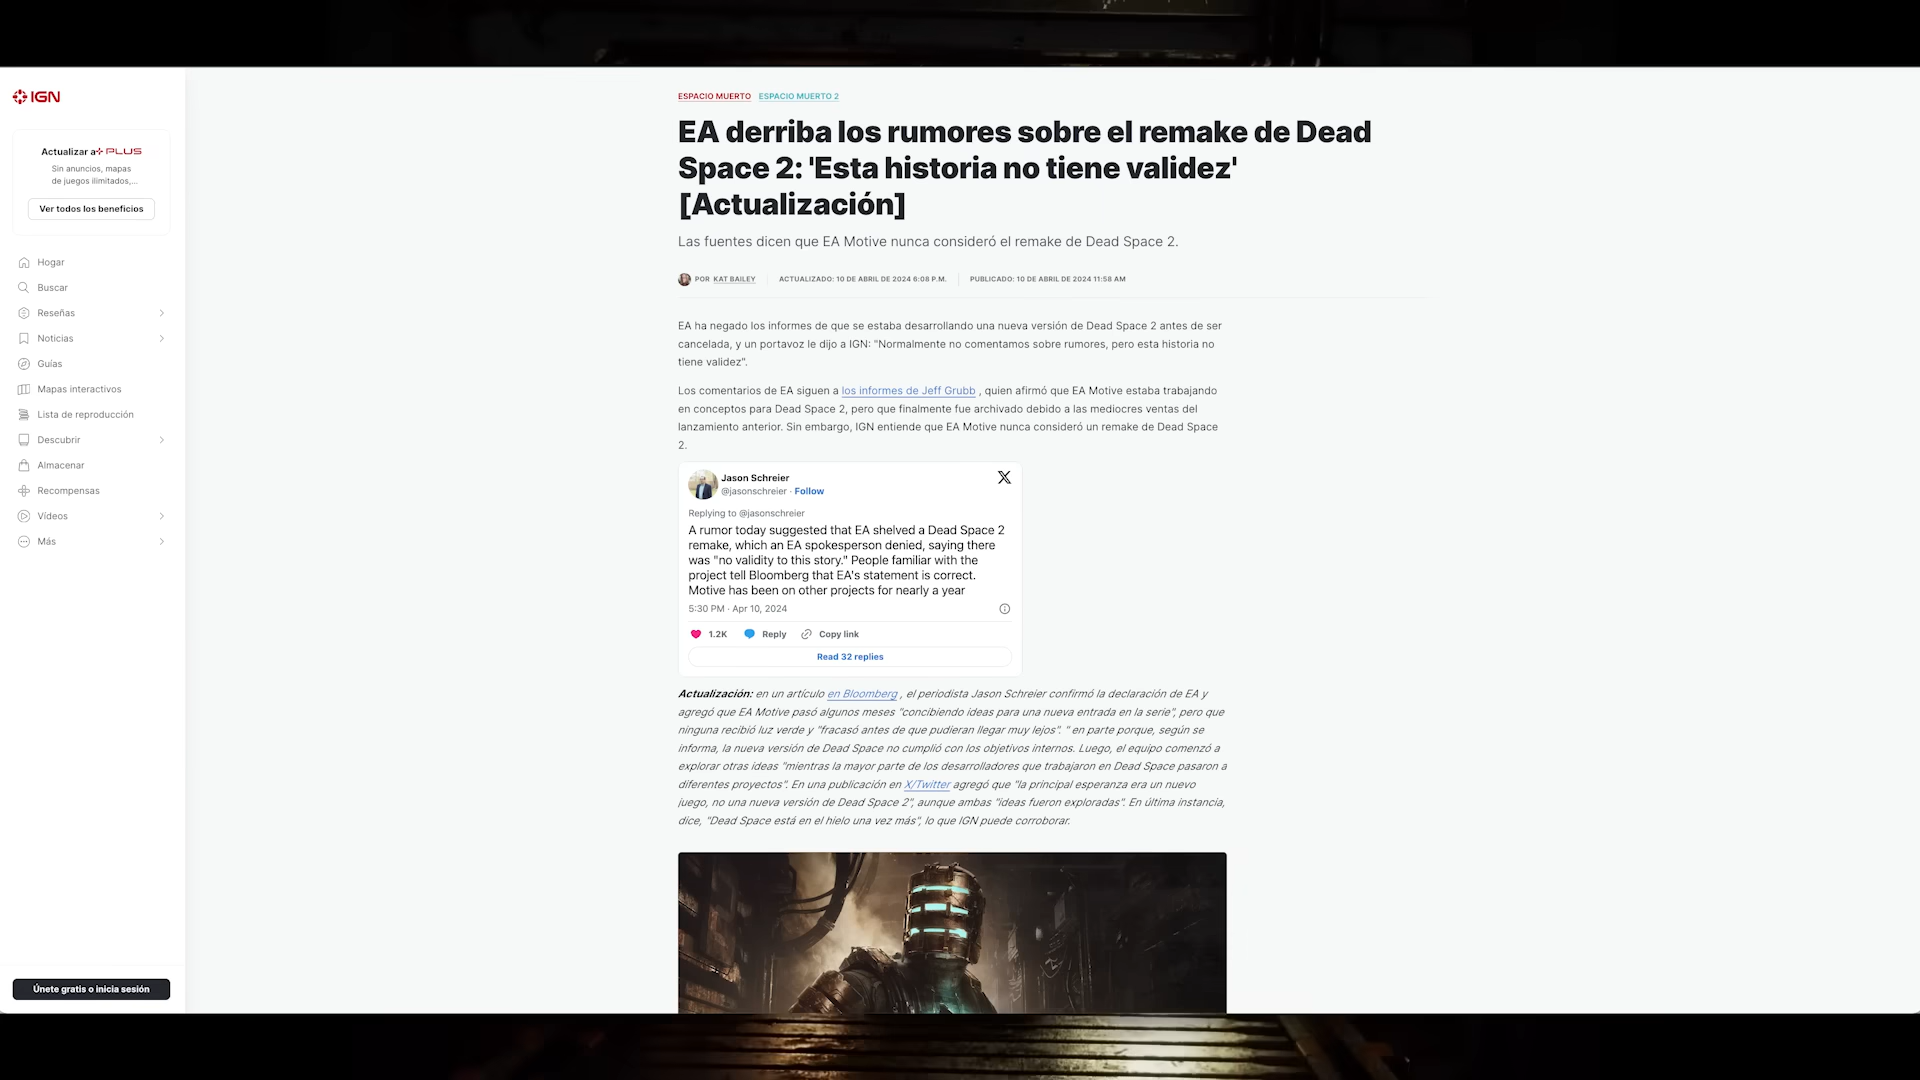 IGN
Actualizar a PLUS
Sin anuncios, mapas
de juegos ilimitados,...
Ver todos los beneficios
Hogar
Buscar
Reseñas
Noticias
Guías
Mapas interactivos
Lista de reproducción
Descubrir
Almacenar
Recompensas
Vídeos
Más
Únete gratis o inicia sesión
ESPACIO MUERTO ESPACIO MUERTO 2
EA derriba los rumores sobre el remake de Dead
Space 2: 'Esta historia no tiene validez'
[Actualización]
Las fuentes dicen que EA Motive nunca consideró el remake de Dead Space 2.
POR KAT BAILEY ACTUALIZADO: 10 DE ABRIL DE 2024 6:08 P.M. PUBLICADO: 10 DE ABRIL DE 2024 11:58 AM
EA ha negado los informes de que se estaba desarrollando una nueva versión de Dead Space 2 antes de ser
cancelada, y un portavoz le dijo a IGN: "Normalmente no comentamos sobre rumores, pero esta historia no
tiene validez".
Los comentarios de EA siguen a los informes de Jeff Grubb , quien afirmó que EA Motive estaba trabajando
en conceptos para Dead Space 2, pero que finalmente fue archivado debido a las mediocres ventas del
lanzamiento anterior. Sin embargo, IGN entiende que EA Motive nunca consideró un remake de Dead Space
2.
Jason Schreier
@jasonschreier · Follow
Replying to @jasonschreier
A rumor today suggested that EA shelved a Dead Space 2
remake, which an EA spokesperson denied, saying there
was "no validity to this story." People familiar with the
project tell Bloomberg that EA's statement is correct.
Motive has been on other projects for nearly a year
5:30 PM · Apr 10, 2024
1.2K Reply Copy link
Read 32 replies
Actualización: en un artículo en Bloomberg , el periodista Jason Schreier confirmó la declaración de EA y
agregó que EA Motive pasó algunos meses "concibiendo ideas para una nueva entrada en la serie", pero que
ninguna recibió luz verde y "fracasó antes de que pudieran llegar muy lejos". " en parte porque, según se
informa, la nueva versión de Dead Space no cumplió con los objetivos internos. Luego, el equipo comenzó a
explorar otras ideas "mientras la mayor parte de los desarrolladores que trabajaron en Dead Space pasaron a
diferentes proyectos". En una publicación en X/Twitter agregó que "la principal esperanza era un nuevo
juego, no una nueva versión de Dead Space 2", aunque ambas "ideas fueron exploradas". En última instancia,
dice, "Dead Space está en el hielo una vez más", lo que IGN puede corroborar.